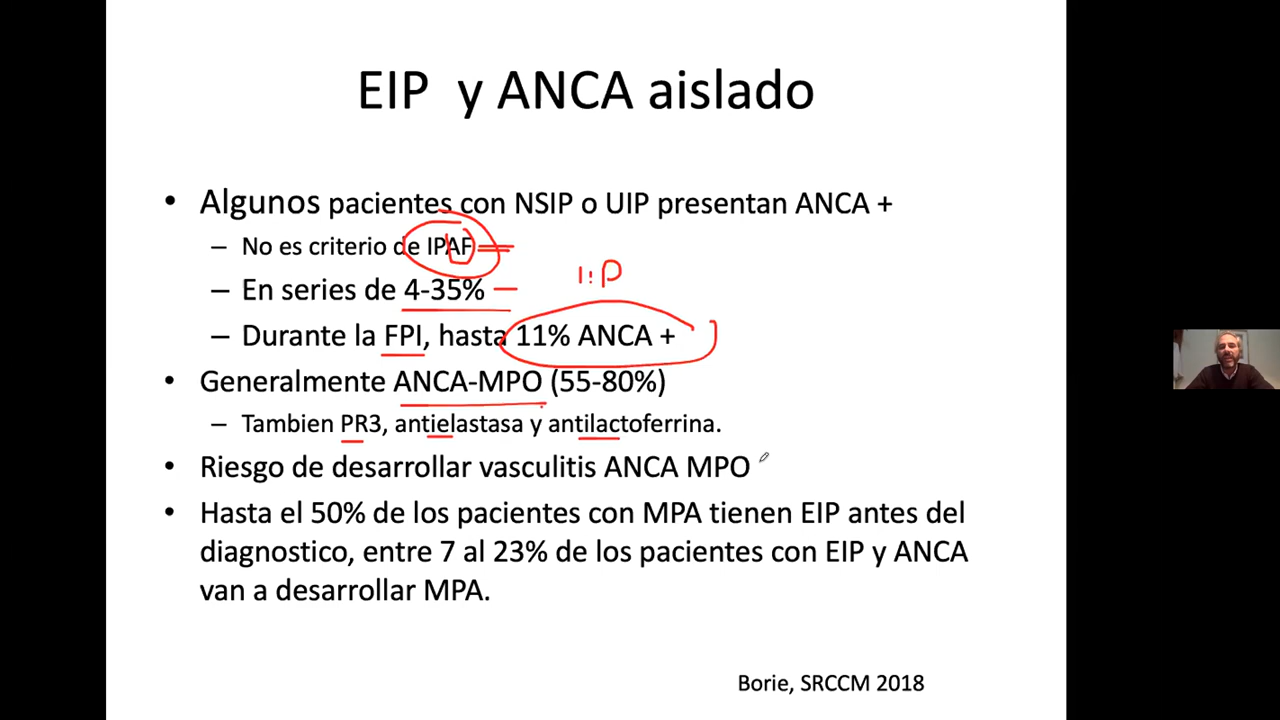 EIP y ANCA aislado
• Algunos pacientes con NSIP o UIP presentan ANCA +
– No es criterio de IPAF
– En series de 4-35%
– Durante la FPI, hasta 11% ANCA +
• Generalmente ANCA-MPO (55-80%)
– Tambien PR3, antielastasa y antilactoferrina.
• Riesgo de desarrollar vasculitis ANCA MPO
• Hasta el 50% de los pacientes con MPA tienen EIP antes del
diagnostico, entre 7 al 23% de los pacientes con EIP y ANCA
van a desarrollar MPA.
Borie, SRCCM 2018